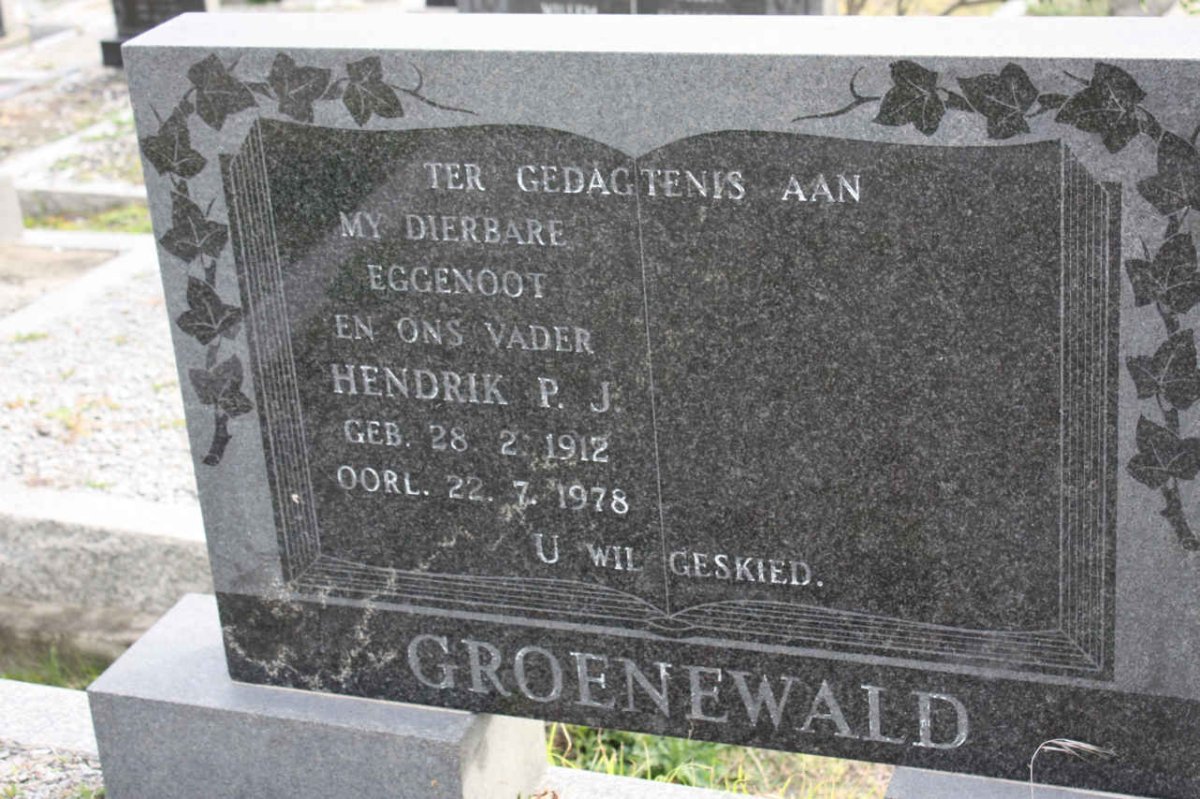 WILLEM
TER GEDAGTENIS AAN
MY DIERBARE
EGGENOOT
EN ONS VADER
HENDRIK P. J.
GEB. 28 2. 1912
OORL. 22. 7. 1978
U WIL GESKIED.
GROENEWALD